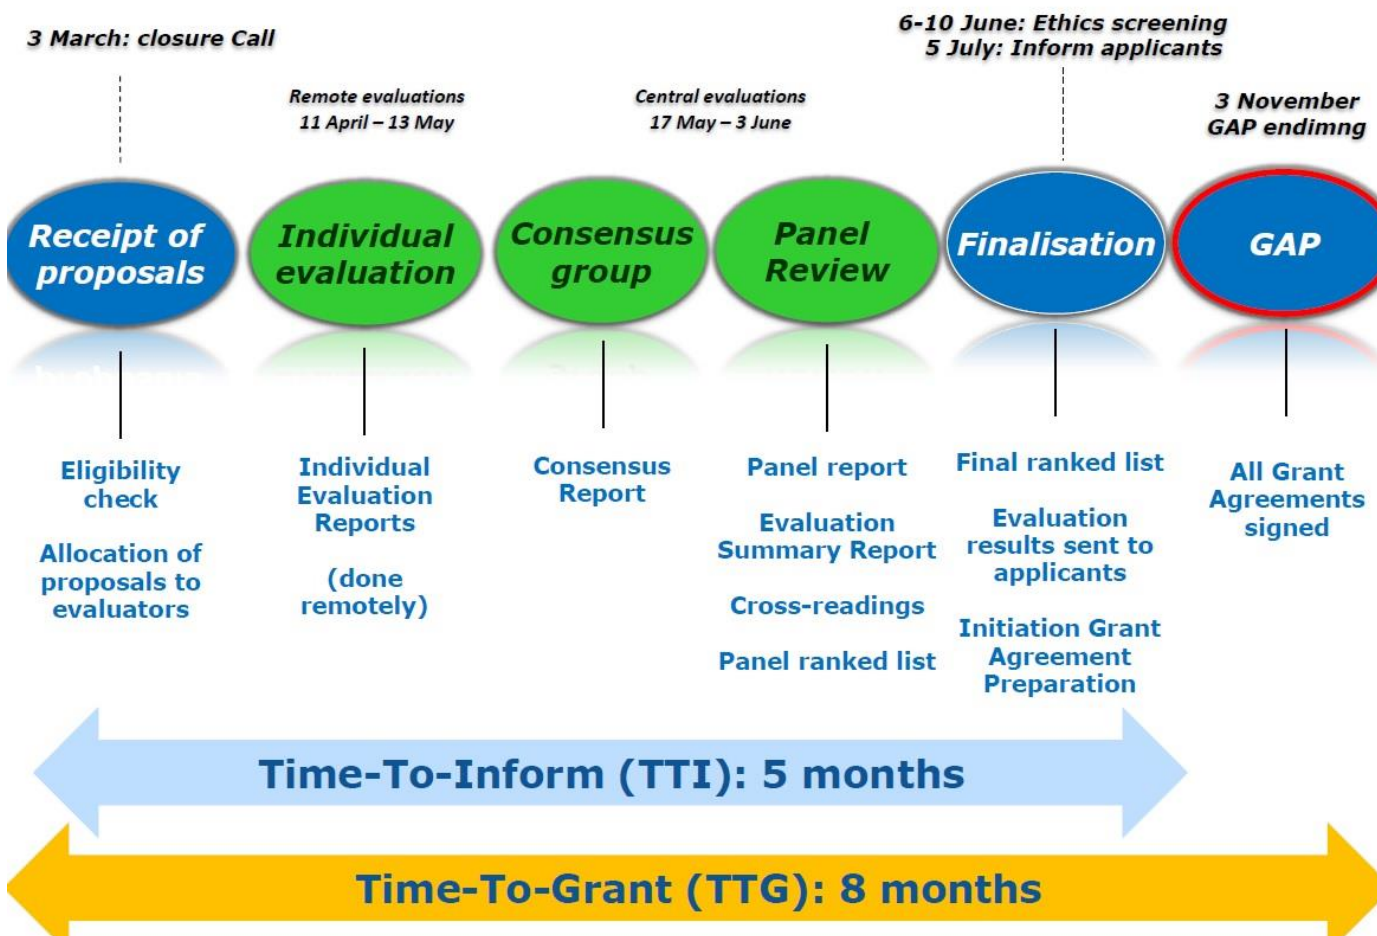 3 March: closure Call
6-10 June: Ethics screening
5 July: Inform applicants
Remote evaluations
11 April – 13 May
Central evaluations
17 May – 3 June
3 November
GAP endimng
Receipt of
proposals
Individual
evaluation
Consensus
group
Panel
Review
Finalisation
GAP
Eligibility
check
Allocation of
proposals to
evaluators
Individual
Evaluation
Reports
(done
remotely)
Consensus
Report
Panel report
Evaluation
Summary Report
Cross-readings
Panel ranked list
Final ranked list
Evaluation
results sent to
applicants
Initiation Grant
Agreement
Preparation
All Grant
Agreements
signed
Time-To-Inform (TTI): 5 months
Time-To-Grant (TTG): 8 months